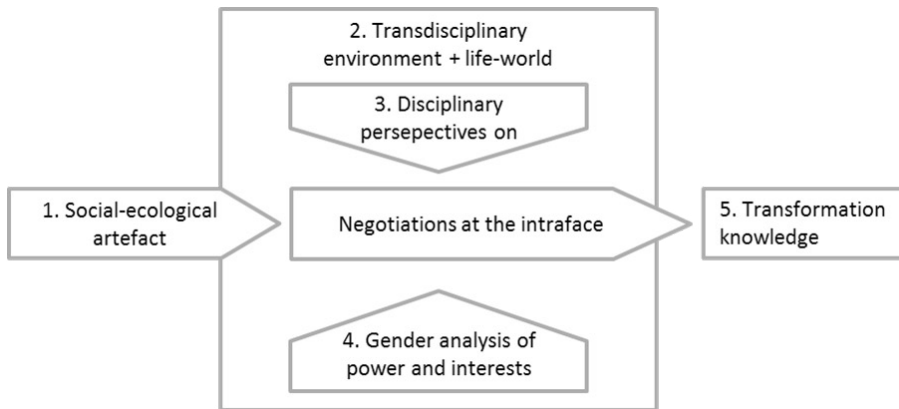 2. Transdisciplinary
environment + life-world
3. Disciplinary
persepectives on
1. Social-ecological
artefact
Negotiations at the intraface
5. Transformation
knowledge
4. Gender analysis of
power and interests